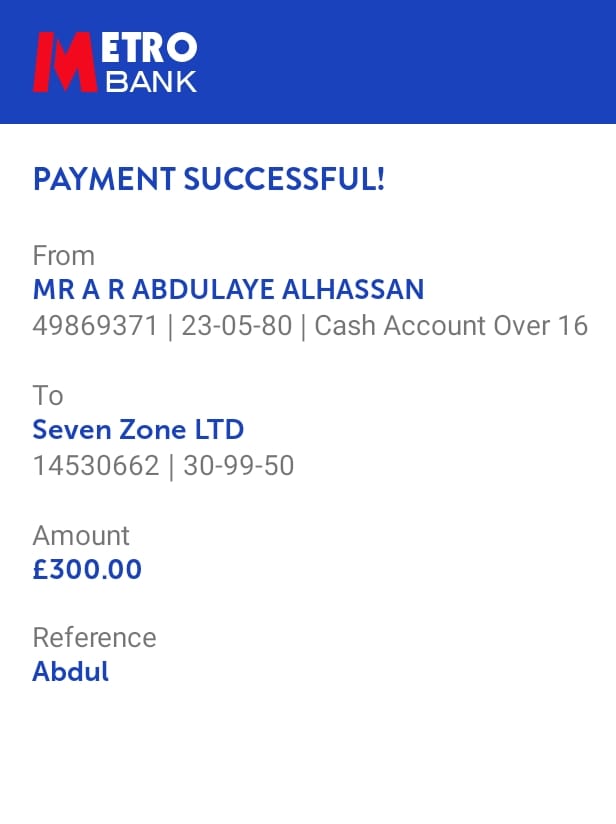 METRO
BANK
PAYMENT SUCCESSFUL!
From
MR A R ABDULAYE ALHASSAN
49869371 | 23-05-80 | Cash Account Over 16
To
Seven Zone LTD
14530662 | 30-99-50
Amount
£300.00
Reference
Abdul